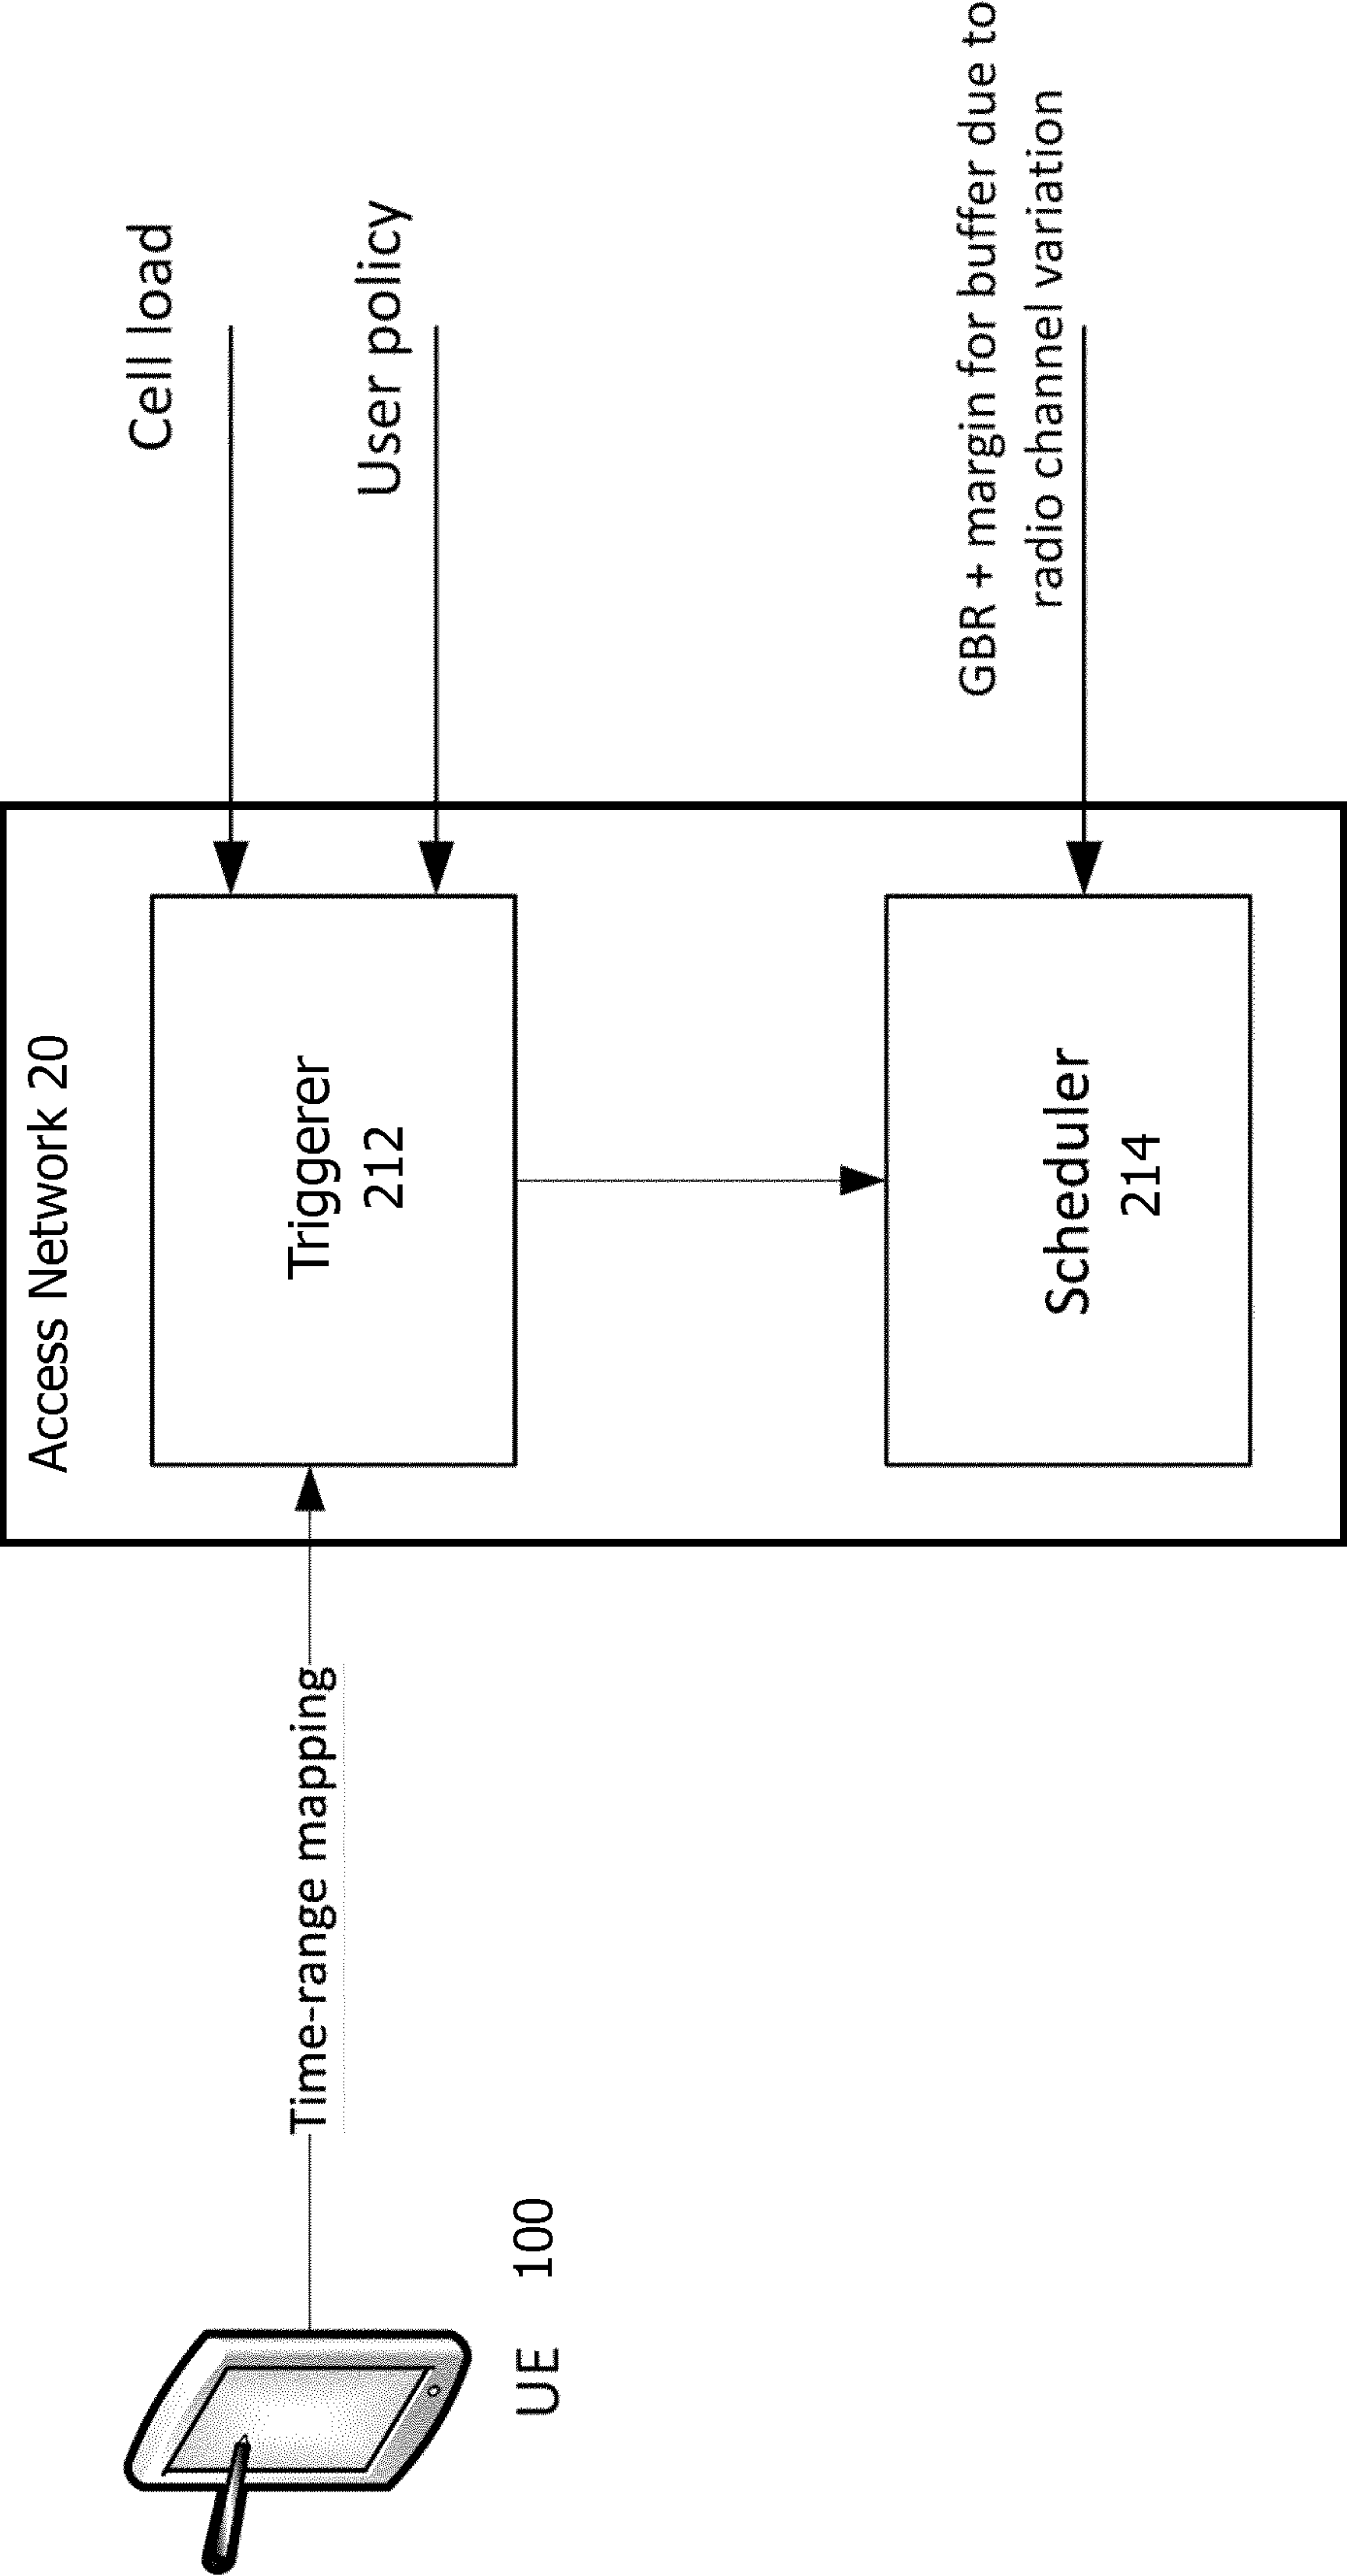 Access Network 20
Cell load
User policy
Time-range mapping
Triggerer
212
UE 100
Scheduler
214
GBR + margin for buffer due to
radio channel variation